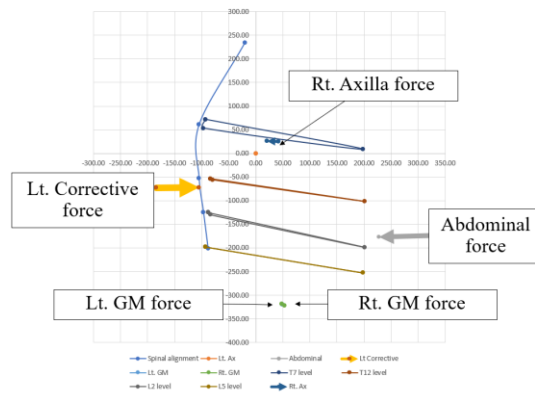 300.00
250.00
200.00
150.00
100.00
50.00
0.00
-300.00 -250.00 -200.00 -150.00 -100.00 -50.00 0.00 50.00 100.00 150.00 200.00 250.00 300.00 350.00
-50.00
-100.00
-150.00
-200.00
-250.00
-300.00
-350.00
-400.00
Rt. Axilla force
Lt. Corrective
force
Abdominal
force
Lt. GM force
Rt. GM force
Spinal alignment Lt. Ax Abdominal Lt Corrective
Lt. GM Rt. GM T7 level T12 level
L2 level L5 level Rt. Ax